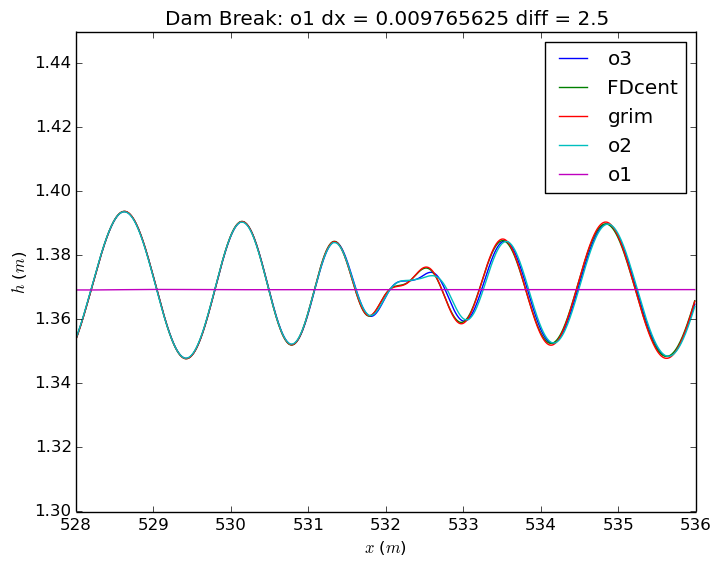 Dam Break: o1 dx = 0.009765625 diff = 2.5
1.44
1.42
1.40
1.38
1.36
1.34
1.32
1.30
h (m)
o3
FDcent
grim
o2
o1
528 529 530 531 532 533 534 535 536
x (m)